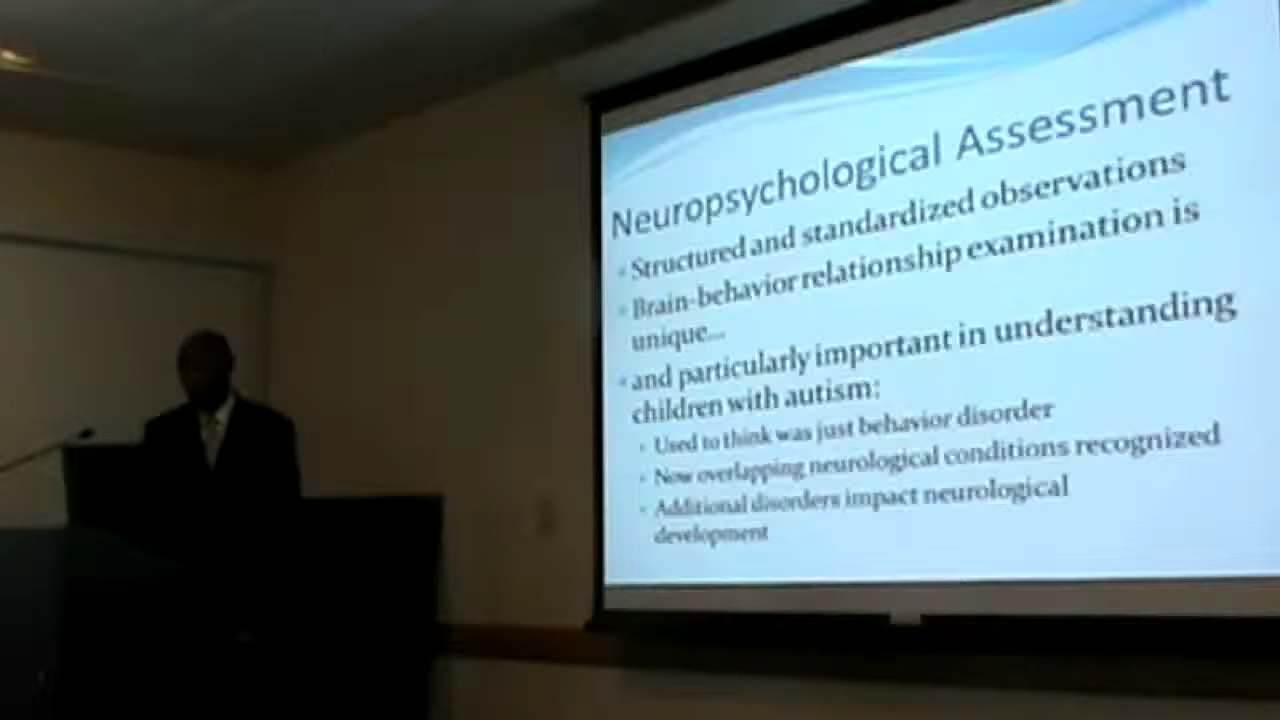 Neuropsychological Assessment
Structured and standardized observations
Brain-behavior relationship examination is
unique...
and particularly important in understanding
children with autism:
Used to think was just behavior disorder
Now overlapping neurological conditions recognized
Additional disorders impact neurological
development